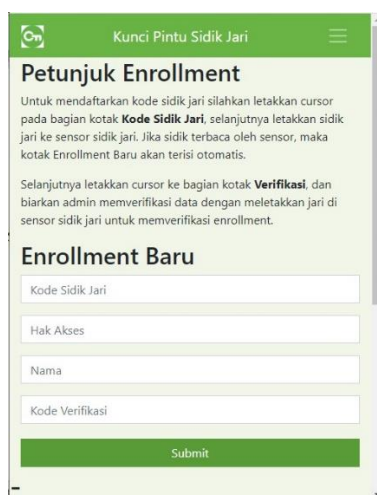 Kunci Pintu Sidik Jari
Petunjuk Enrollment
Untuk mendaftarkan kode sidik jari silahkan letakkan cursor
pada bagian kotak Kode Sidik Jari, selanjutnya letakkan sidik
jari ke sensor sidik jari. Jika sidik terbaca oleh sensor, maka
kotak Enrollment Baru akan terisi otomatis.
Selanjutnya letakkan cursor ke bagian kotak Verifikasi, dan
biarkan admin memverifikasi data dengan meletakkan jari di
sensor sidik jari untuk memverifikasi enrollment.
Enrollment Baru
Kode Sidik Jari
Hak Akses
Nama
Kode Verifikasi
Submit